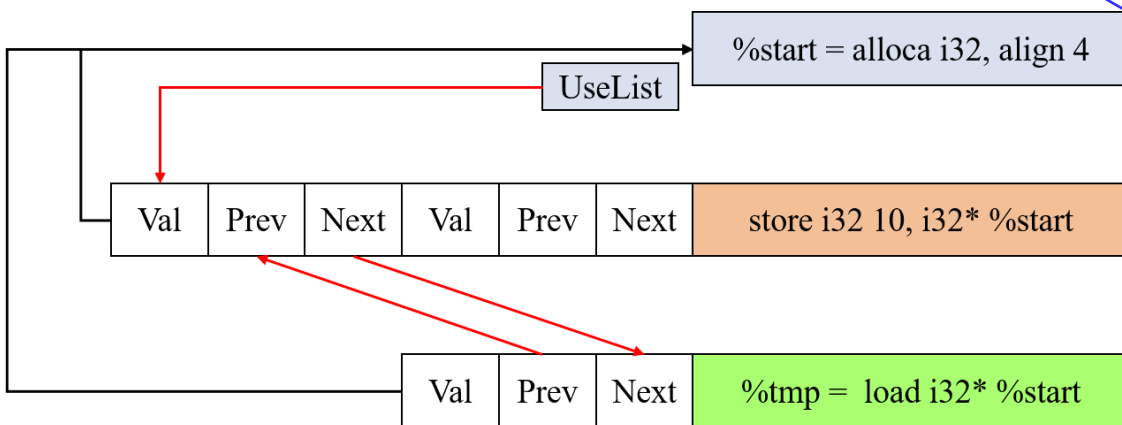 %start = alloca i32, align 4
UseList
Val Prev Next Val Prev Next store i32 10, i32* %start
Val Prev Next %tmp = load i32* %start